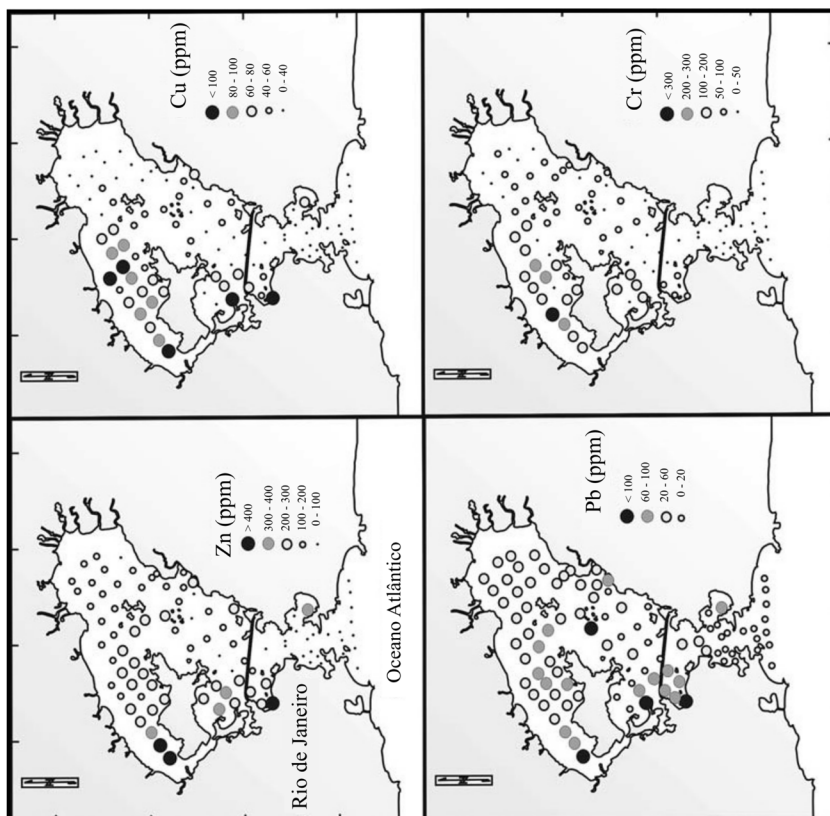 Cu (ppm)
< 100
80 - 100
60 - 80
40 - 60
0 - 40
Cr (ppm)
< 300
200 - 300
100 - 200
50 - 100
0 - 50
Zn (ppm)
> 400
300 - 400
200 - 300
100 - 200
0 - 100
Rio de Janeiro
Oceano Atlântico
Pb (ppm)
< 100
60 - 100
20 - 60
0 - 20